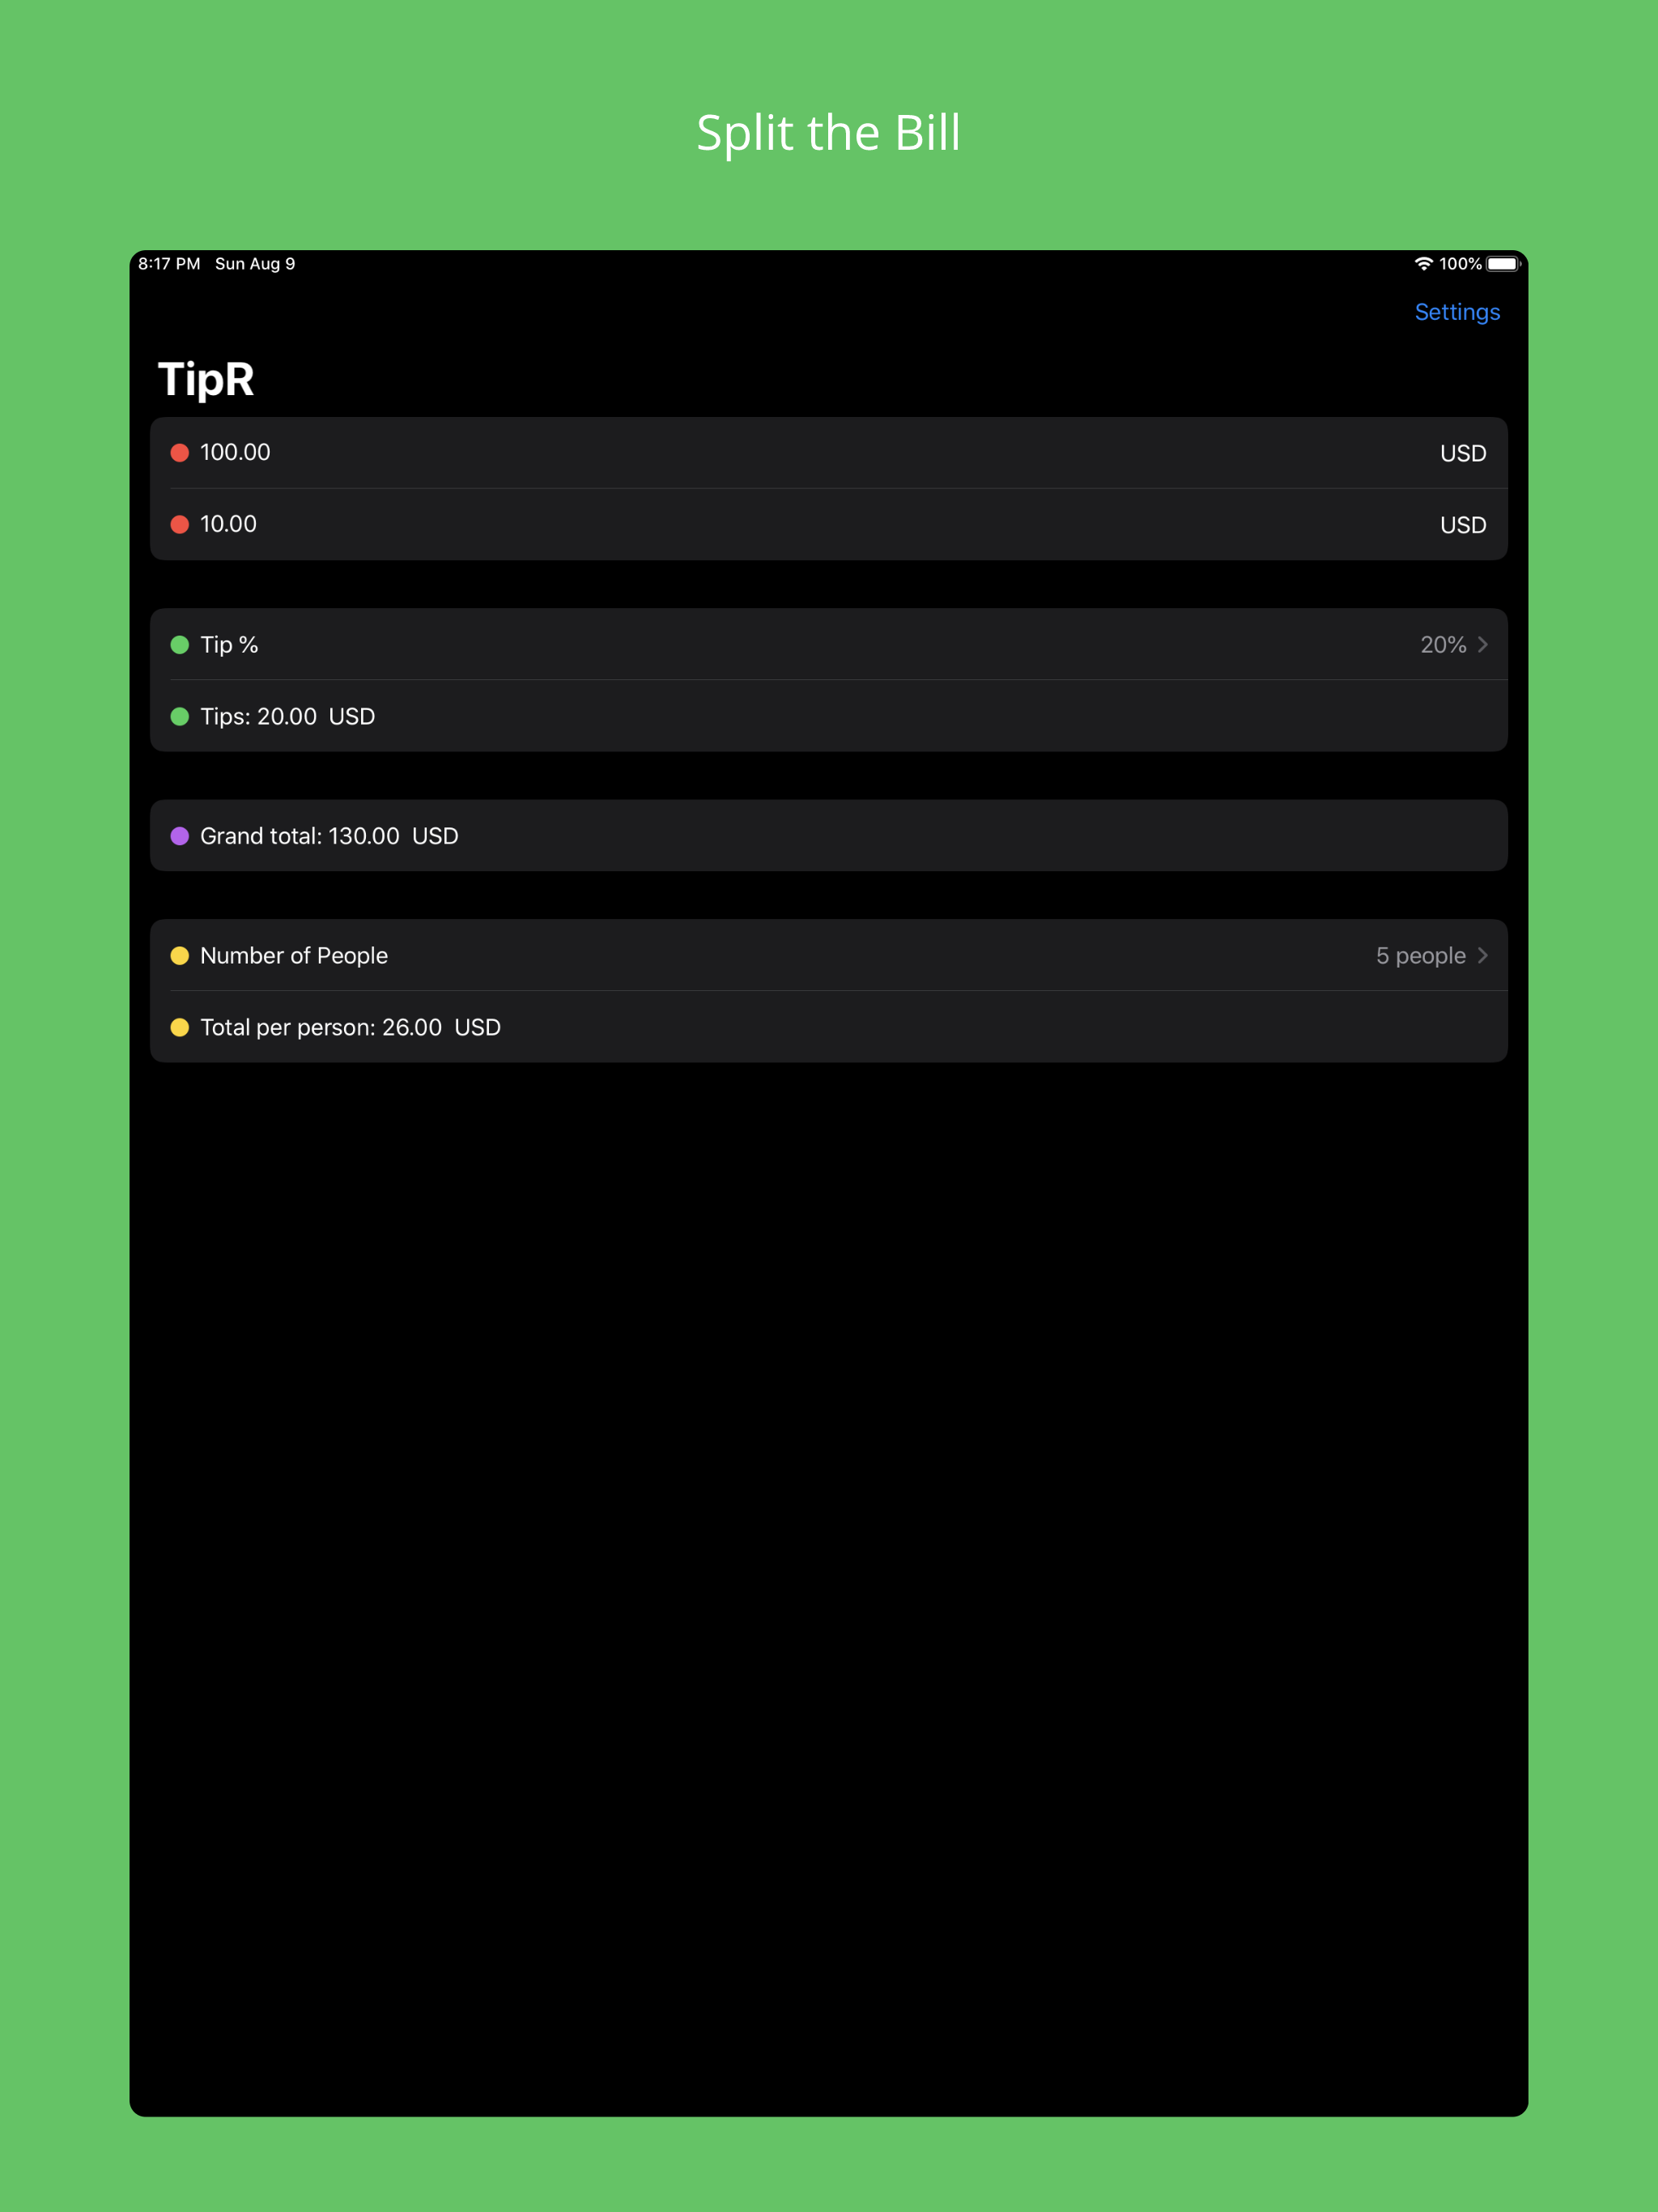 Split the Bill
8:17 PM Sun Aug 9 100%
Settings
TipR
100.00 USD
10.00 USD
Tip % 20%
Tips: 20.00 USD
Grand total: 130.00 USD
Number of People 5 people
Total per person: 26.00 USD